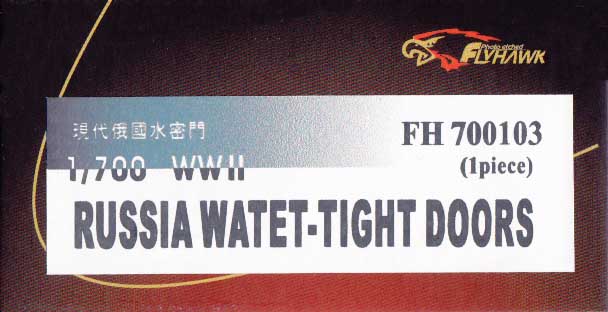 Photo etched
FLYHAWK
現代俄國水密門
FH 700103
1/700 WWII
(1piece)
RUSSIA WATET-TIGHT DOORS